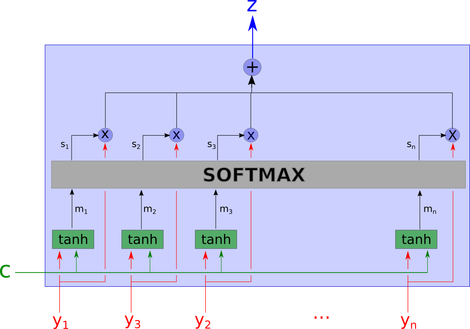 z
+
x x x x
s1 s2 s3 sn
SOFTMAX
m1 m2 m3 mn
tanh tanh tanh tanh
c
y1 y3 y2 ... yn